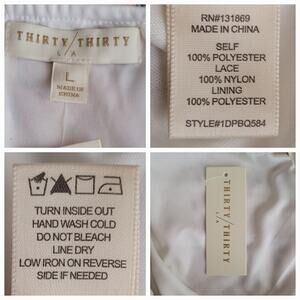 THIRTY/THIRTY
L/A
L
MADE IN
CHINA
RN#131869
MADE IN CHINA
SELF
100% POLYESTER
LACE
100% NYLON
LINING
100% POLYESTER
STYLE#1DPBQ584
TURN INSIDE OUT
HAND WASH COLD
DO NOT BLEACH
LINE DRY
LOW IRON ON REVERSE
SIDE IF NEEDED
THIRTY/THIRTY
L/A